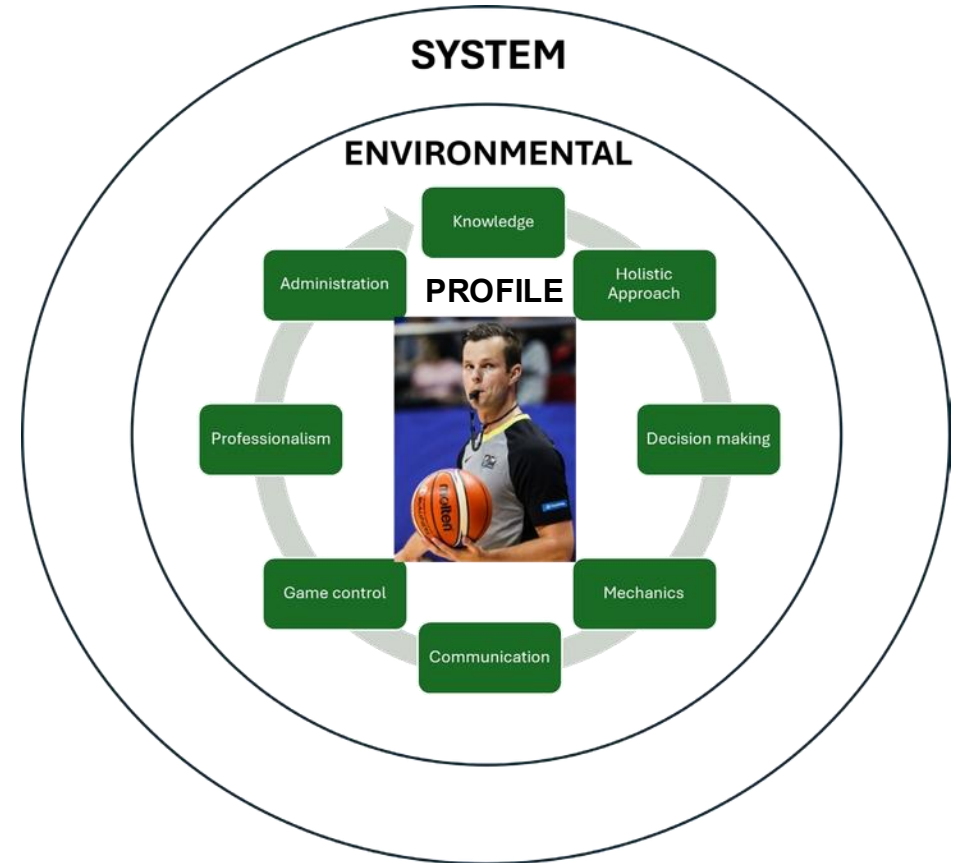 SYSTEM
ENVIRONMENTAL
Knowledge
Holistic
Approach
Administration
PROFILE
Professionalism
Decision making
molten
Game control
Mechanics
Communication